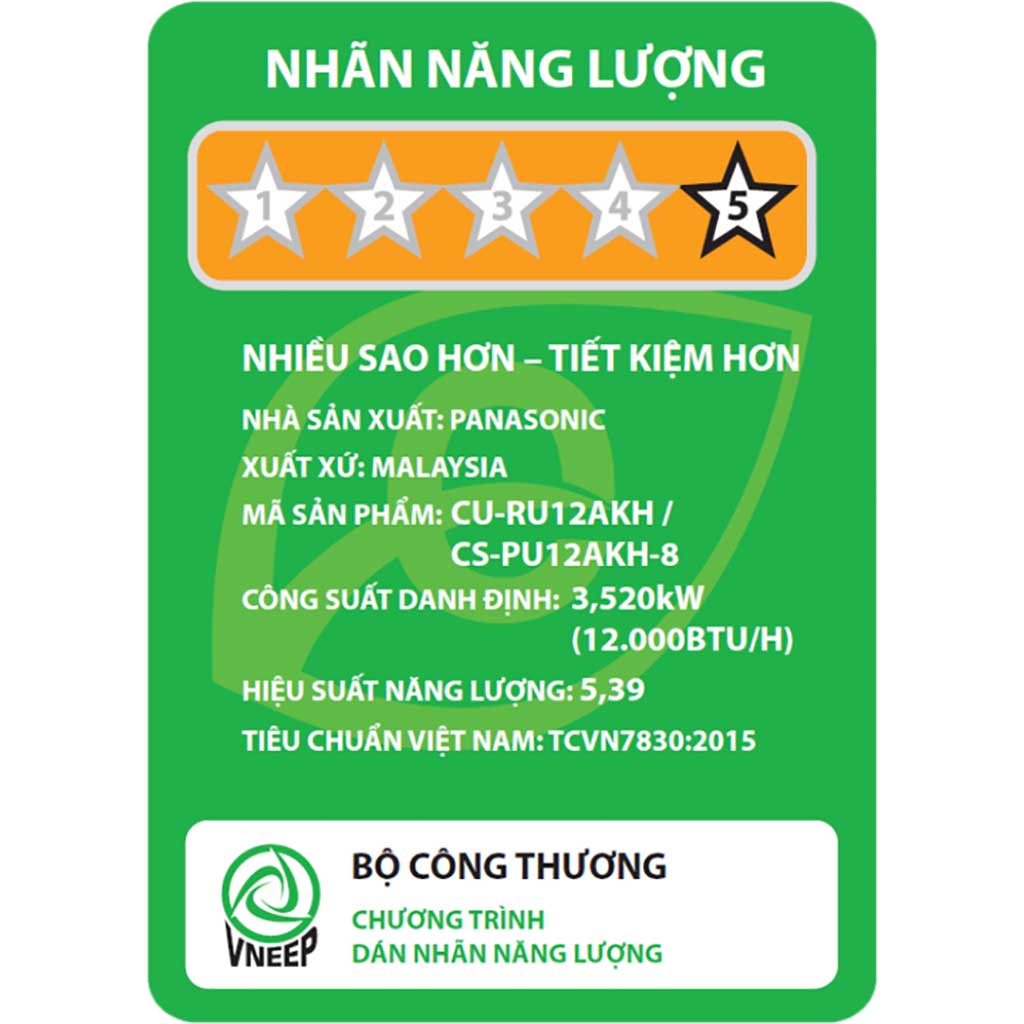 NHÃN NĂNG LƯỢNG
1 2 3 4 5
NHIỀU SAO HƠN – TIẾT KIỆM HƠN
NHÀ SẢN XUẤT: PANASONIC
XUẤT XỨ: MALAYSIA
MÃ SẢN PHẨM: CU-RU12AKH /
CS-PU12AKH-8
CÔNG SUẤT DANH ĐỊNH: 3,520kW
(12.000BTU/H)
HIỆU SUẤT NĂNG LƯỢNG: 5,39
TIÊU CHUẨN VIỆT NAM: TCVN7830:2015
BỘ CÔNG THƯƠNG
CHƯƠNG TRÌNH
DÁN NHÃN NĂNG LƯỢNG
VNEEP